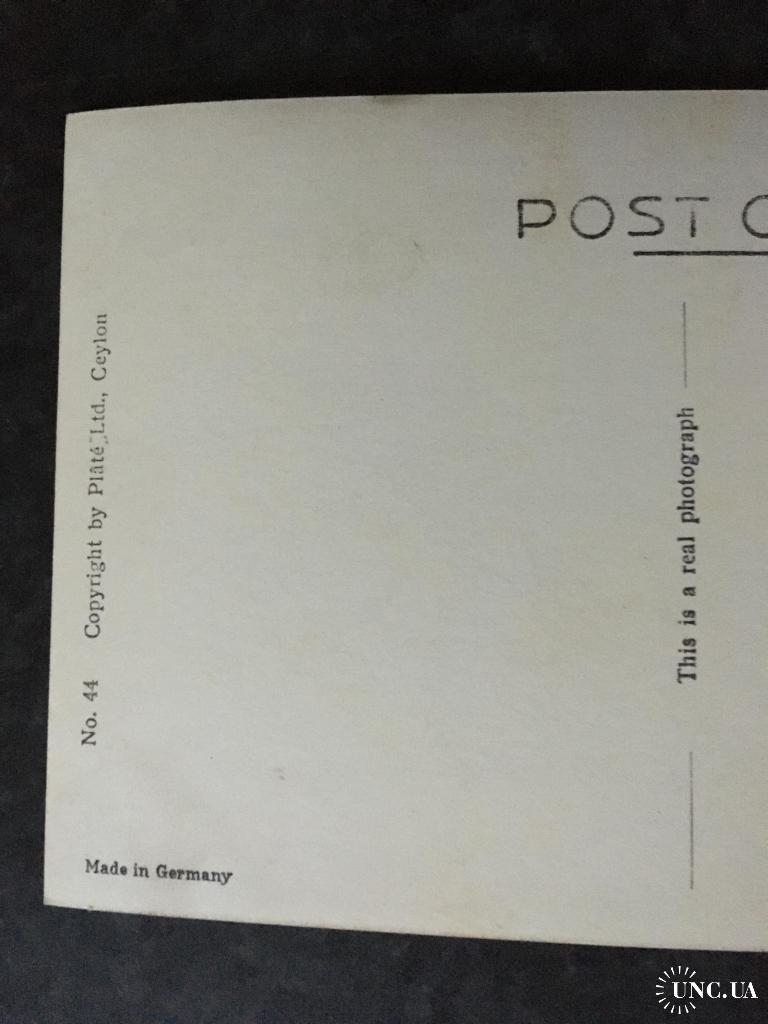 POST C
No. 44 Copyright by Plâté Ltd., Ceylon
This is a real photograph
Made in Germany
UNC.UA